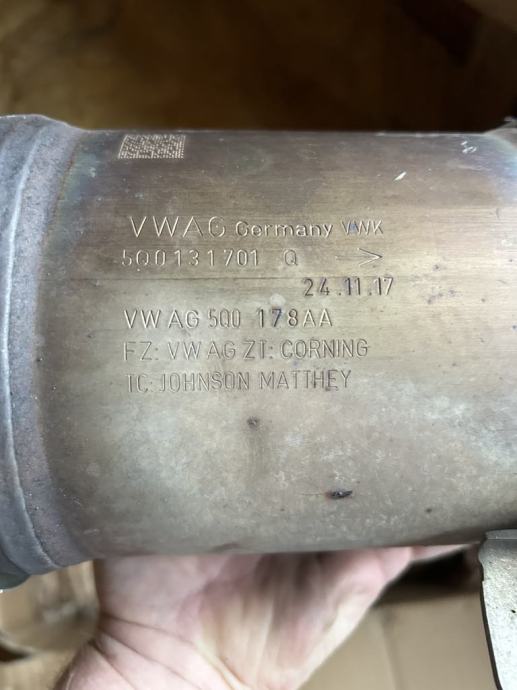 VWAG Germany VWK
5Q0131701 Q >
24.11.17
VW AG 5Q0 178AA
FZ: VW AG ZT: CORNING
TC: JOHNSON MATTHEY